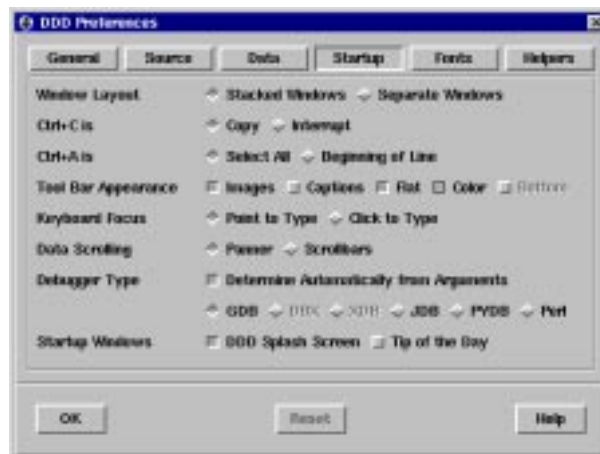 DDD Preferences
General Source Data Startup Fonts Helpers
Window Layout Stacked Windows Separate Windows
Ctrl+C is Copy Interrupt
Ctrl+A is Select All Beginning of Line
Tool Bar Appearance Images Captions Flat Color Bottom
Keyboard Focus Point to Type Click to Type
Data Scrolling Panner Scrollbars
Debugger Type Determine Automatically from Arguments
GDB DBX XDB JDB PYDB Perl
Startup Windows DDD Splash Screen Tip of the Day
OK Reset Help